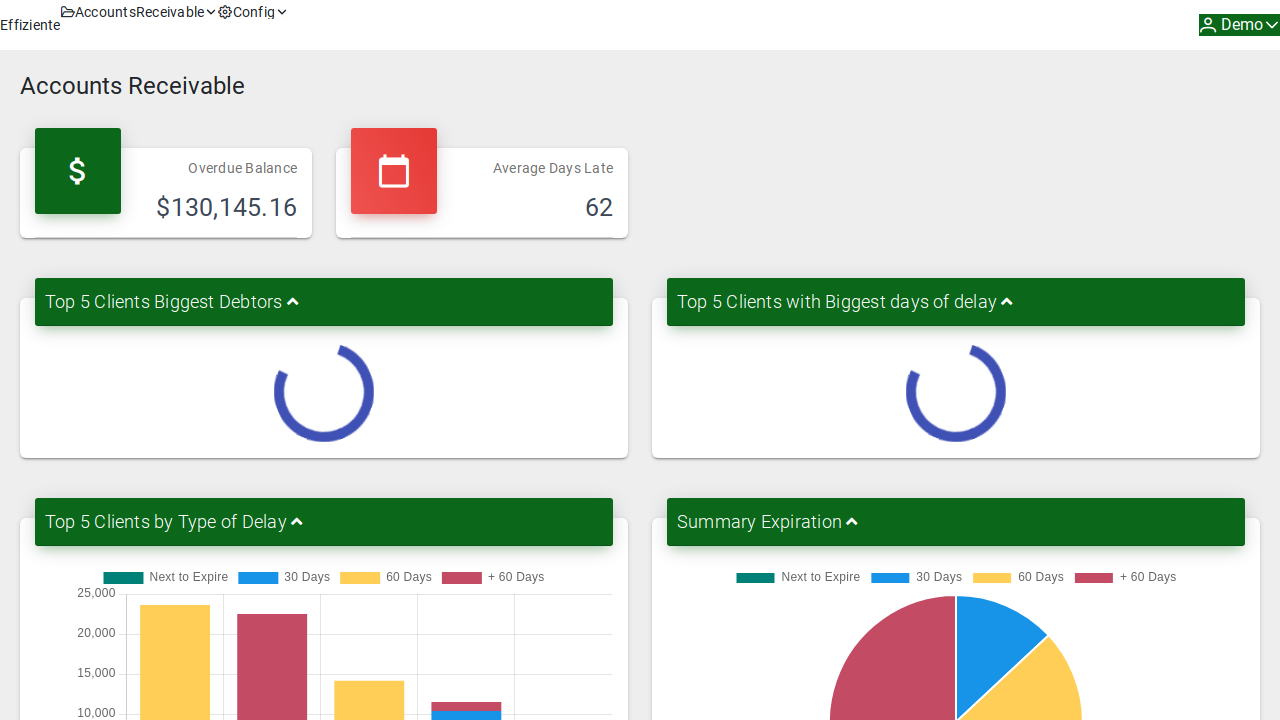 Effiziente
AccountsReceivable
Config
Demo
Accounts Receivable
$
Overdue Balance
$130,145.16
Average Days Late
62
Top 5 Clients Biggest Debtors
Top 5 Clients with Biggest days of delay
Top 5 Clients by Type of Delay
Next to Expire 30 Days 60 Days + 60 Days
25,000
20,000
15,000
10,000
Summary Expiration
Next to Expire 30 Days 60 Days + 60 Days